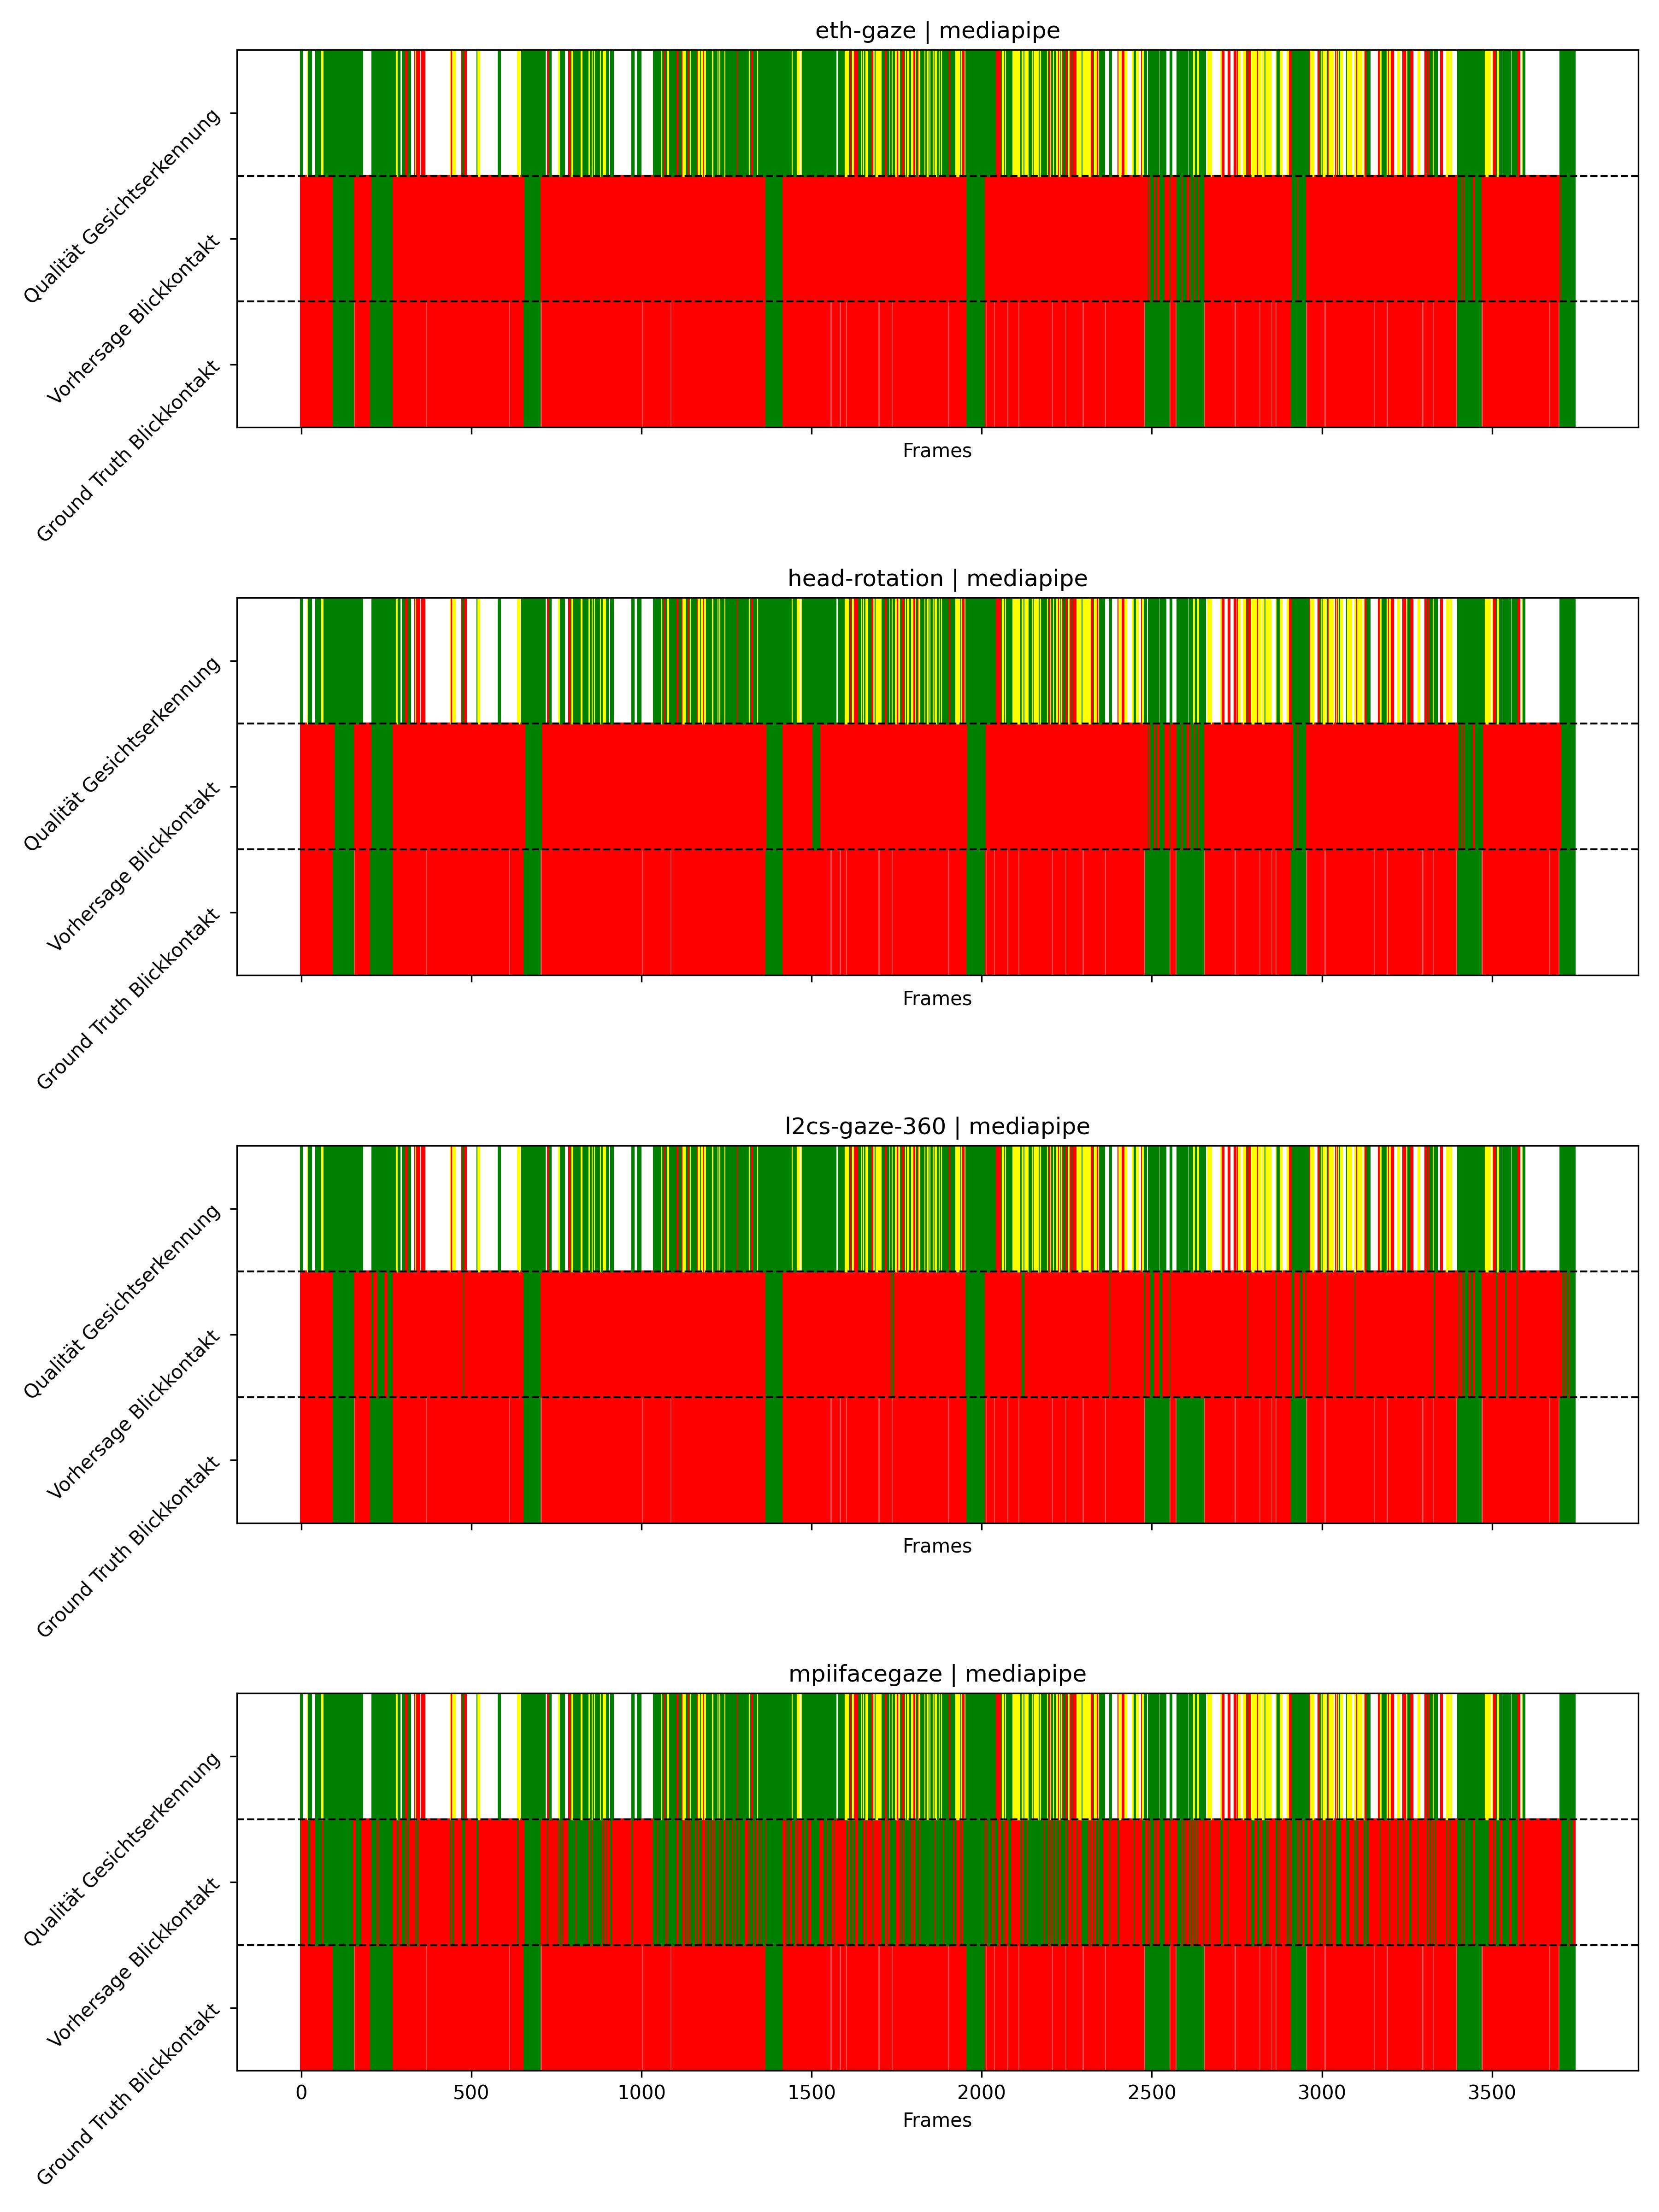 eth-gaze | mediapipe
Qualität Gesichtserkennung
Vorhersage Blickkontakt
Ground Truth Blickkontakt
Frames
head-rotation | mediapipe
Qualität Gesichtserkennung
Vorhersage Blickkontakt
Ground Truth Blickkontakt
Frames
l2cs-gaze-360 | mediapipe
Qualität Gesichtserkennung
Vorhersage Blickkontakt
Ground Truth Blickkontakt
Frames
mpiifacegaze | mediapipe
Qualität Gesichtserkennung
Vorhersage Blickkontakt
Ground Truth Blickkontakt
0 500 1000 1500 2000 2500 3000 3500
Frames